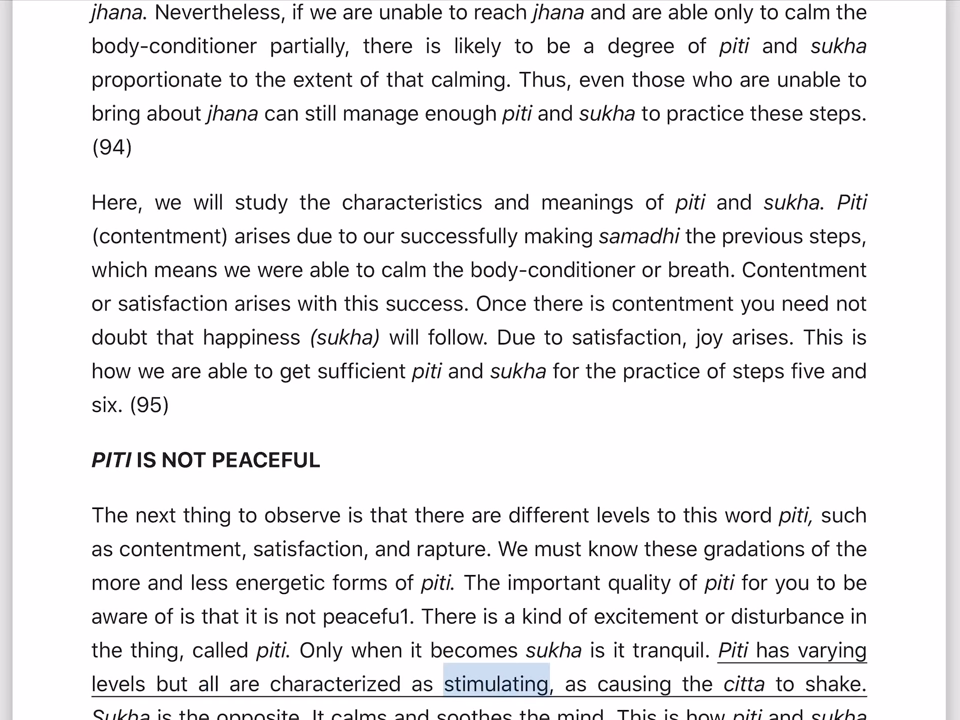 jhana. Nevertheless, if we are unable to reach jhana and are able only to calm the
body-conditioner partially, there is likely to be a degree of piti and sukha
proportionate to the extent of that calming. Thus, even those who are unable to
bring about jhana can still manage enough piti and sukha to practice these steps.
(94)
Here, we will study the characteristics and meanings of piti and sukha. Piti
(contentment) arises due to our successfully making samadhi the previous steps,
which means we were able to calm the body-conditioner or breath. Contentment
or satisfaction arises with this success. Once there is contentment you need not
doubt that happiness (sukha) will follow. Due to satisfaction, joy arises. This is
how we are able to get sufficient piti and sukha for the practice of steps five and
six. (95)
PITI IS NOT PEACEFUL
The next thing to observe is that there are different levels to this word piti, such
as contentment, satisfaction, and rapture. We must know these gradations of the
more and less energetic forms of piti. The important quality of piti for you to be
aware of is that it is not peacefu1. There is a kind of excitement or disturbance in
the thing, called piti. Only when it becomes sukha is it tranquil. Piti has varying
levels but all are characterized as stimulating, as causing the citta to shake.
Sukha is the opposite. It calms and soothes the mind. This is how piti and sukha